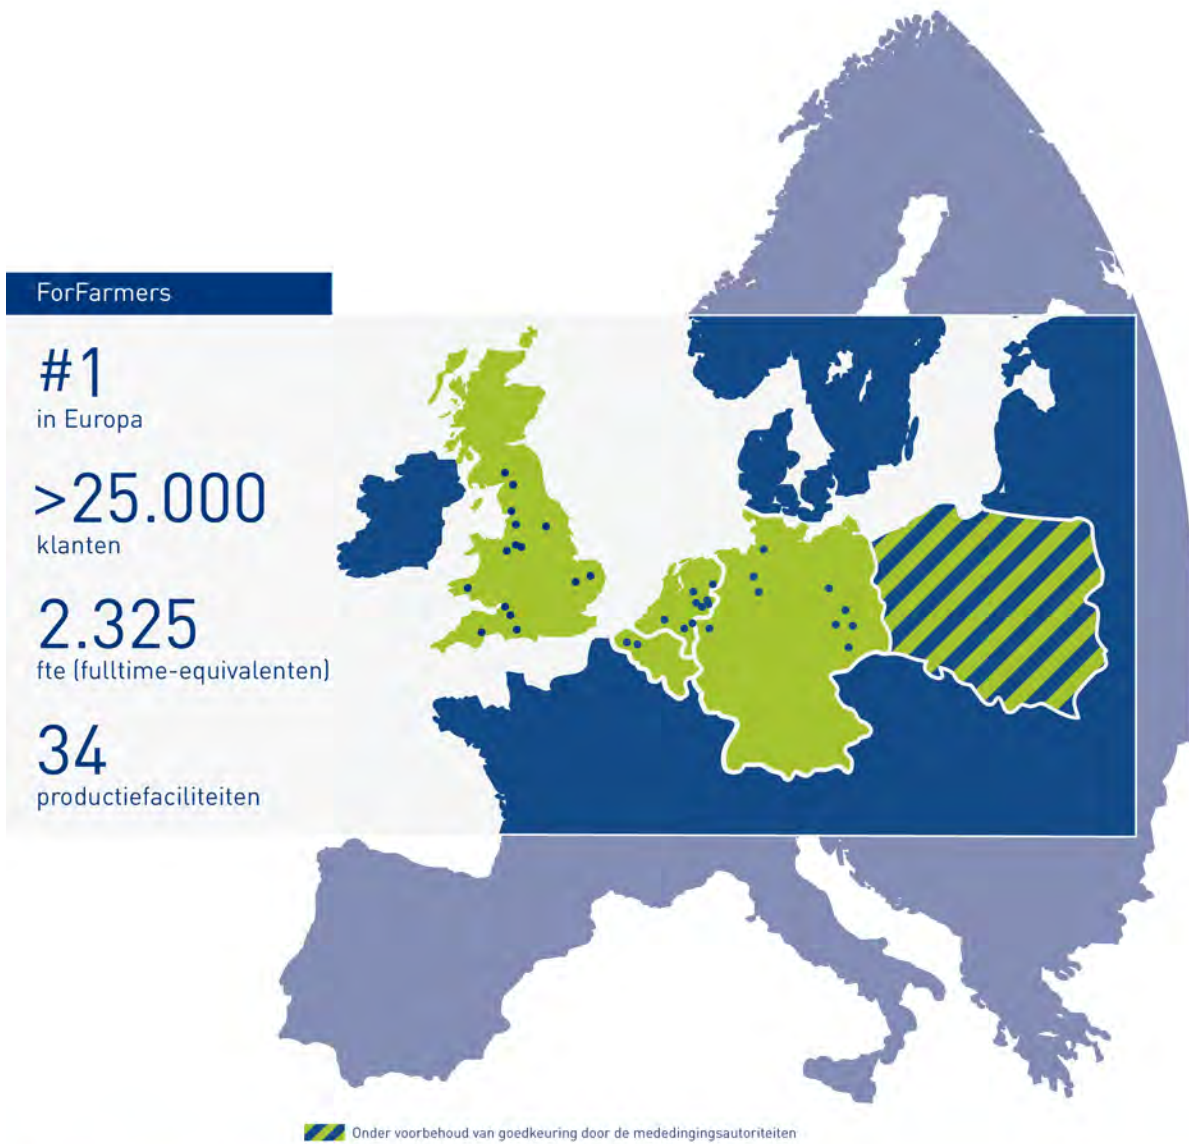 ForFarmers
#1
in Europa
>25.000
klanten
2.325
fte (fulltime-equivalenten)
34
productiefaciliteiten
Onder voorbehoud van goedkeuring door de mededingingsautoriteiten